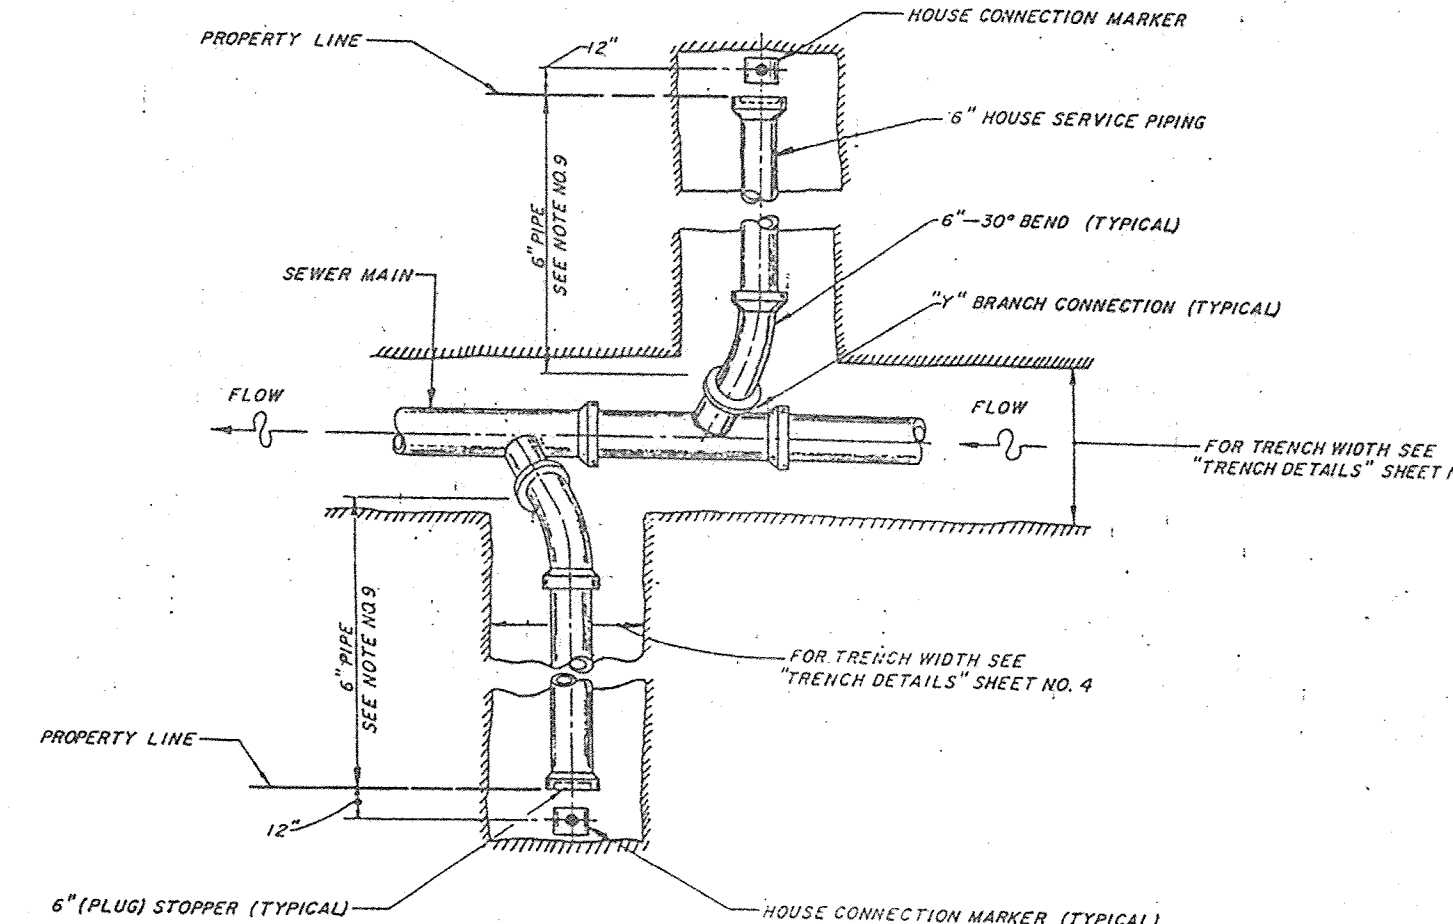 HOUSE CONNECTION MARKER
PROPERTY LINE
12"
6" HOUSE SERVICE PIPING
6" PIPE
SEE NOTE NO.9
6"—30° BEND (TYPICAL)
SEWER MAIN
"Y" BRANCH CONNECTION (TYPICAL)
FLOW
FLOW
FOR TRENCH WIDTH SEE
"TRENCH DETAILS" SHEET
6" PIPE
SEE NOTE NO.9
FOR TRENCH WIDTH SEE
"TRENCH DETAILS" SHEET NO. 4
PROPERTY LINE
12"
6" (PLUG) STOPPER (TYPICAL)
HOUSE CONNECTION MARKER (TYPICAL)